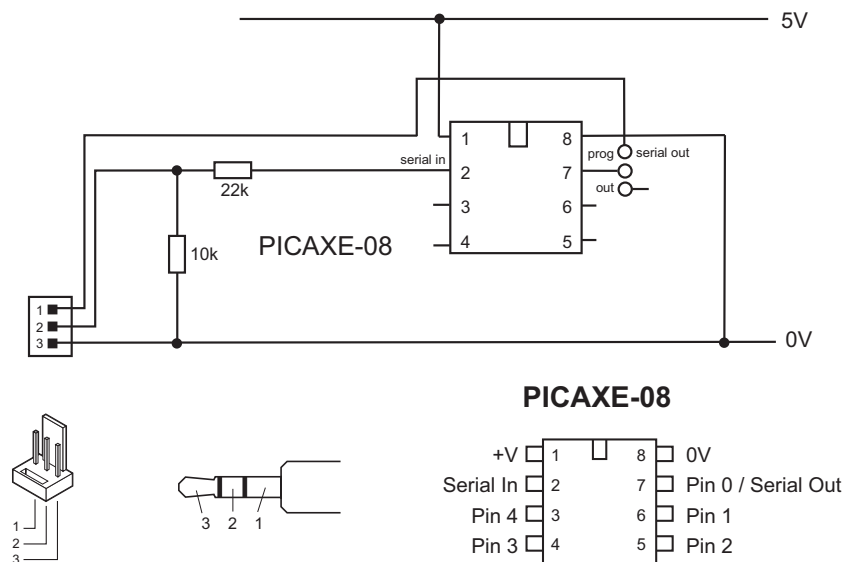 5V
1
8
serial in
prog
serial out
2
7
22k
out
3
6
PICAXE-08
10k
4
5
1
2
3
0V
PICAXE-08
+V 1 8 0V
Serial In 2 7 Pin 0 / Serial Out
Pin 4 3 6 Pin 1
Pin 3 4 5 Pin 2
1
2
3
3 2 1